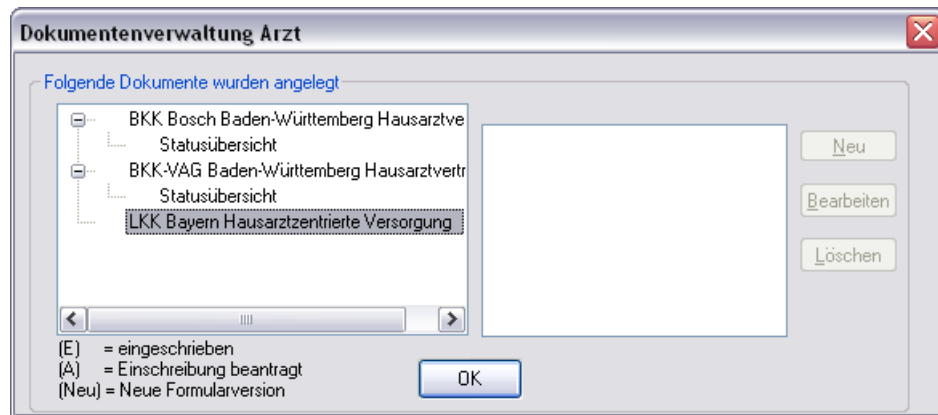 Dokumentenverwaltung Arzt
Folgende Dokumente wurden angelegt
BKK Bosch Baden-Württemberg Hausarztve
Statusübersicht
BKK-VAG Baden-Württemberg Hausarztvertr
Statusübersicht
LKK Bayern Hausarztzentrierte Versorgung
Neu
Bearbeiten
Löschen
(E) = eingeschrieben
(A) = Einschreibung beantragt
(Neu) = Neue Formularversion
OK